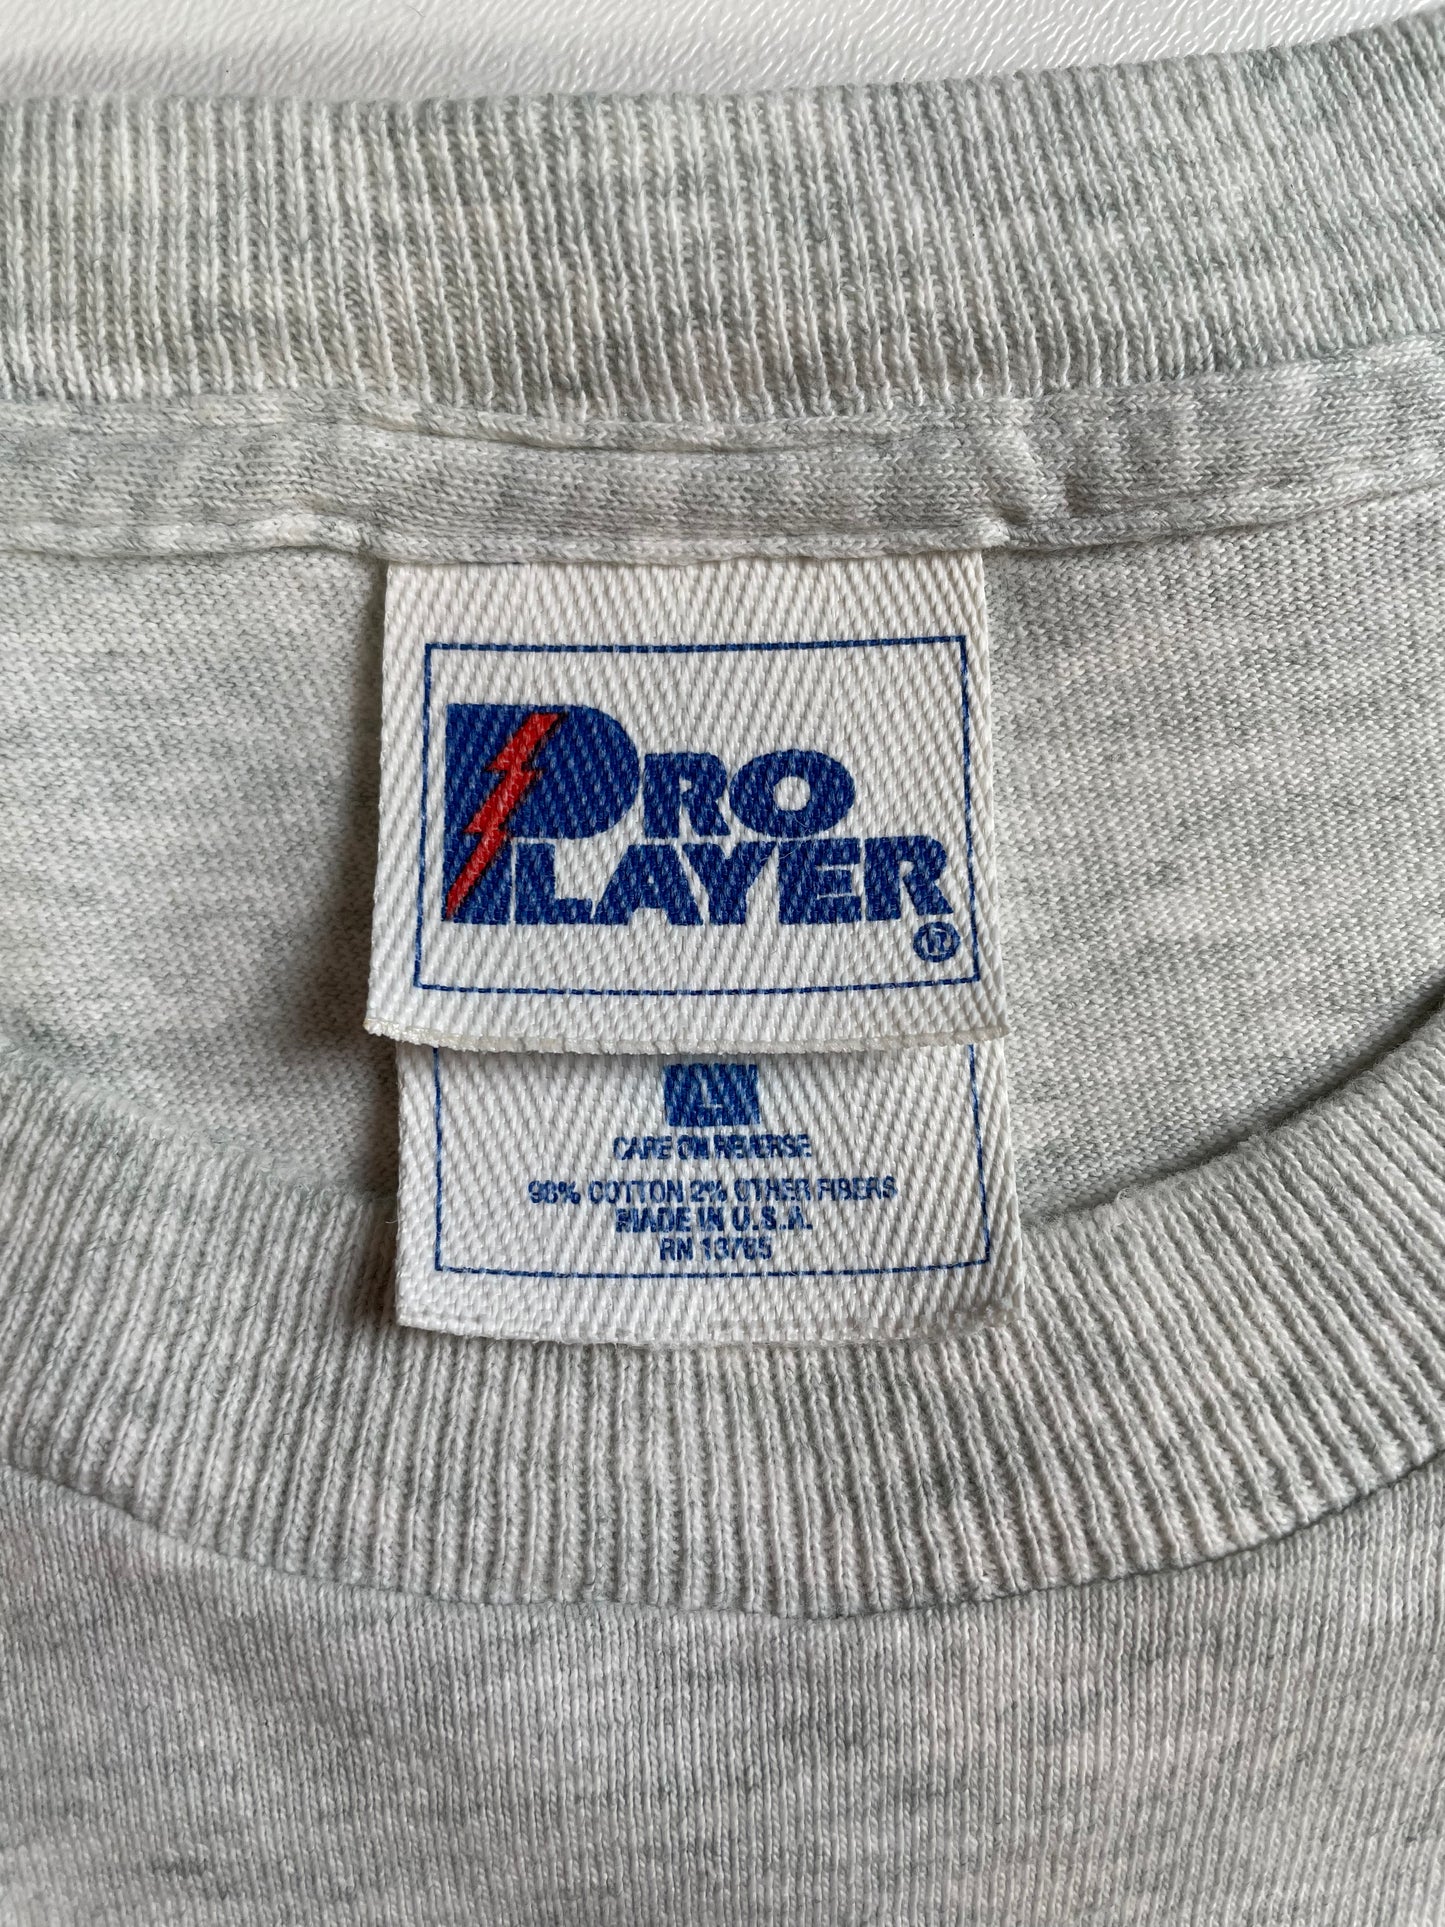 PRO
PLAYER
®
L
CARE ON REVERSE
98% COTTON 2% OTHER FIBERS
MADE IN U.S.A.
RN 13765